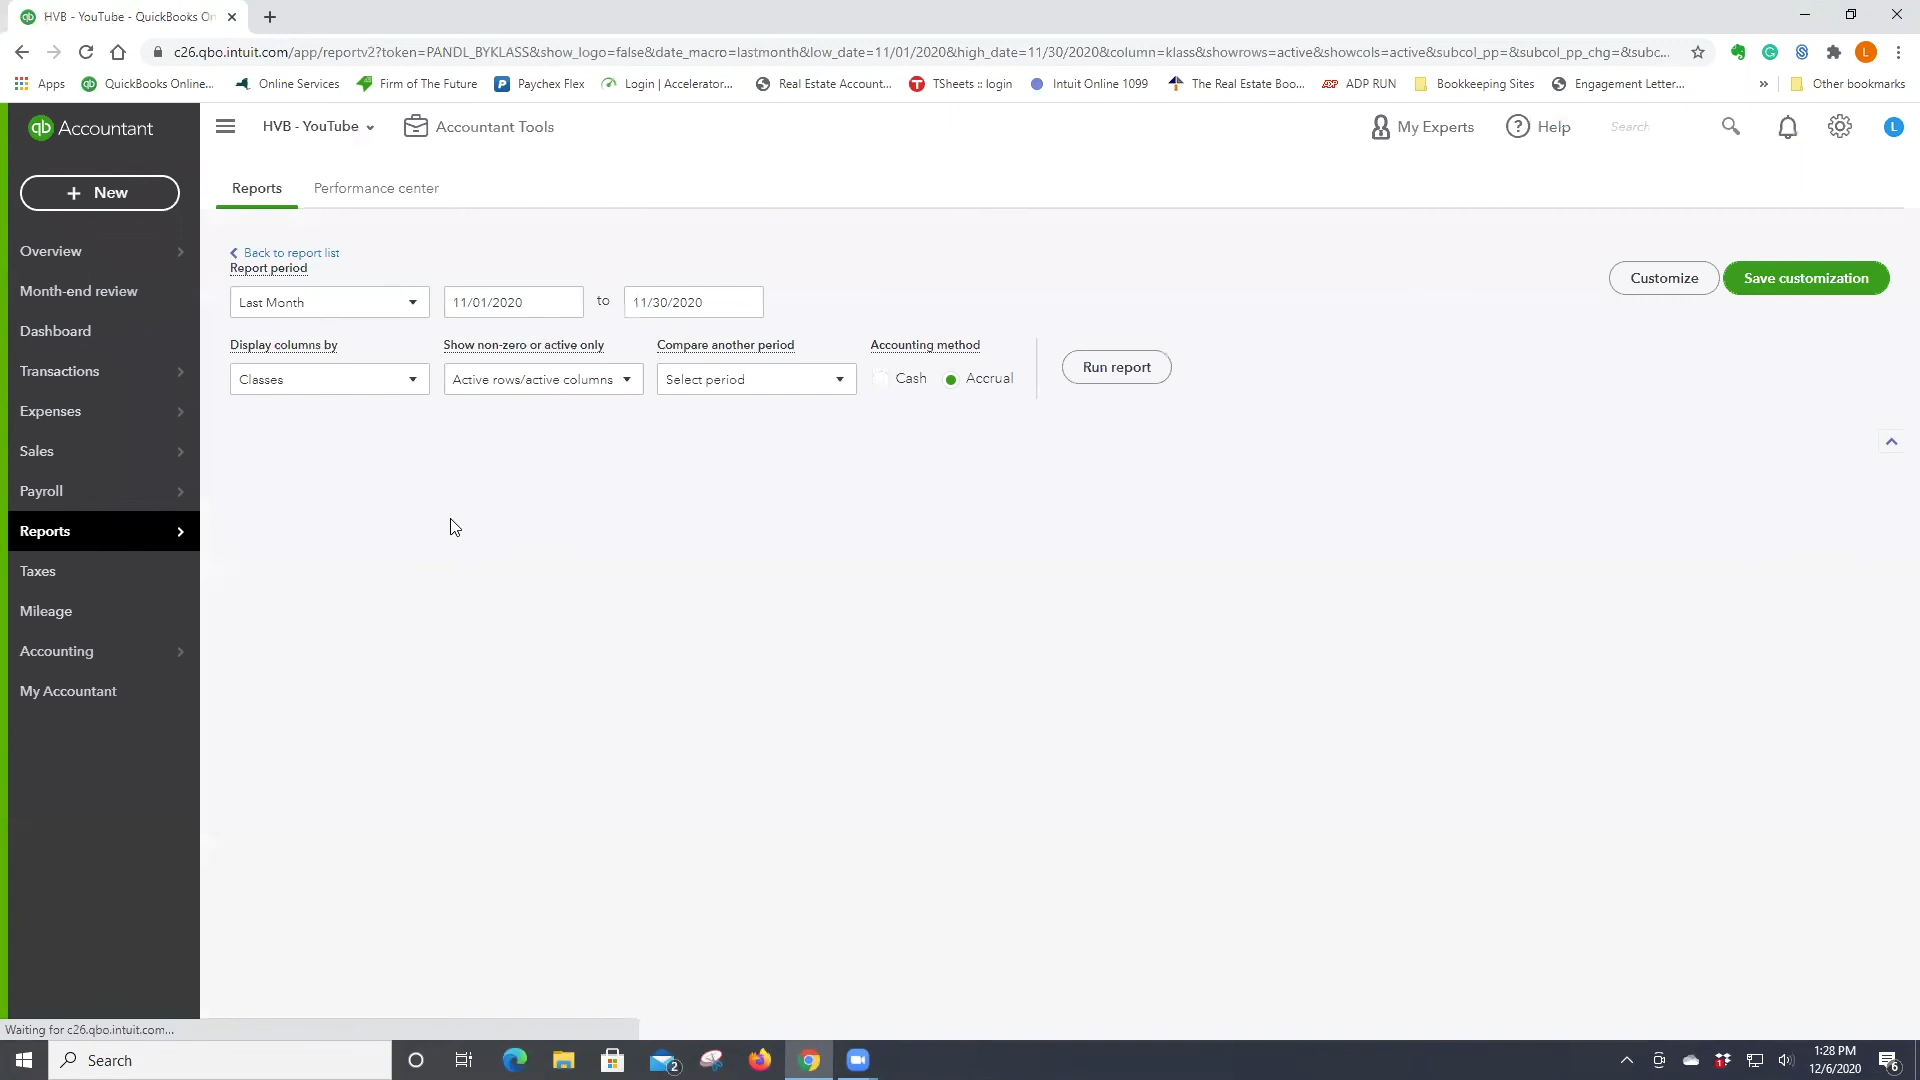 HVB - YouTube - QuickBooks On
c26.qbo.intuit.com/app/reportv2?token=PANDL_BYKLASS&show_logo=false&date_macro=lastmonth&low_date=11/01/2020&high_date=11/30/2020&column=klass&showrows=active&showcols=active&subcol_pp=&subcol_pp_chg=&subc...
Apps QuickBooks Online... Online Services Firm of The Future Paychex Flex Login | Accelerator... Real Estate Account... TSheets :: login Intuit Online 1099 The Real Estate Boo... ADP RUN Bookkeeping Sites Engagement Letter... » Other bookmarks
qb Accountant
HVB - YouTube
Accountant Tools
My Experts
Help
Search
L
+ New
Reports
Performance center
Overview
Month-end review
Dashboard
Transactions
Expenses
Sales
Payroll
Reports
Taxes
Mileage
Accounting
My Accountant
Back to report list
Report period
Customize
Save customization
Last Month
11/01/2020
to
11/30/2020
Display columns by
Show non-zero or active only
Compare another period
Accounting method
Classes
Active rows/active columns
Select period
Cash
Accrual
Run report
Waiting for c26.qbo.intuit.com...
Search
2
1:28 PM
12/6/2020
6